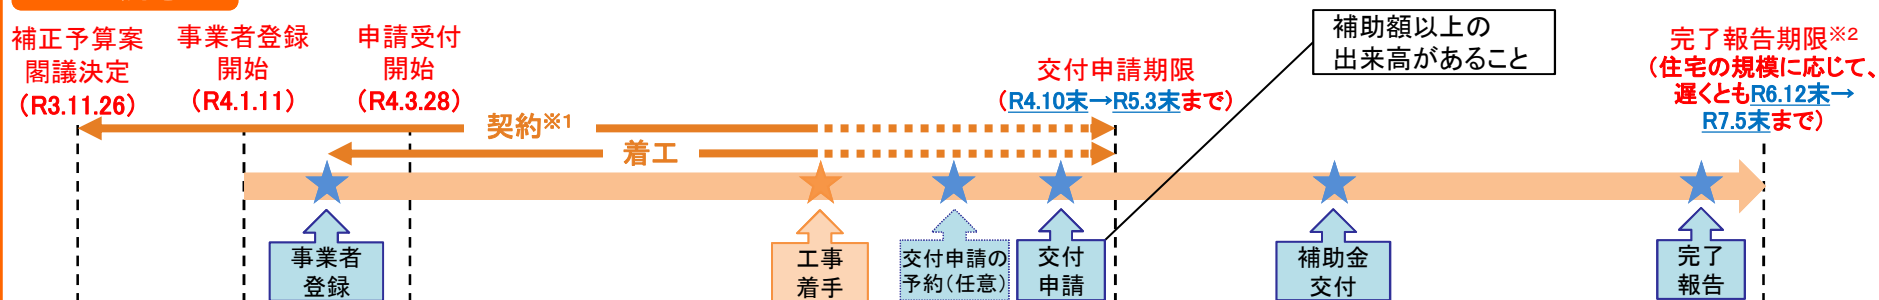 補正予算案
閣議決定
（R3.11.26）
事業者登録
開始
（R4.1.11）
申請受付
開始
（R4.3.28）
交付申請期限
（R4.10末→R5.3末まで）
補助額以上の
出来高があること
完了報告期限※2
（住宅の規模に応じて、
遅くともR6.12末→
R7.5末まで）
契約※1
着工
事業者
登録
工事
着手
交付申請の
予約（任意）
交付
申請
補助金
交付
完了
報告